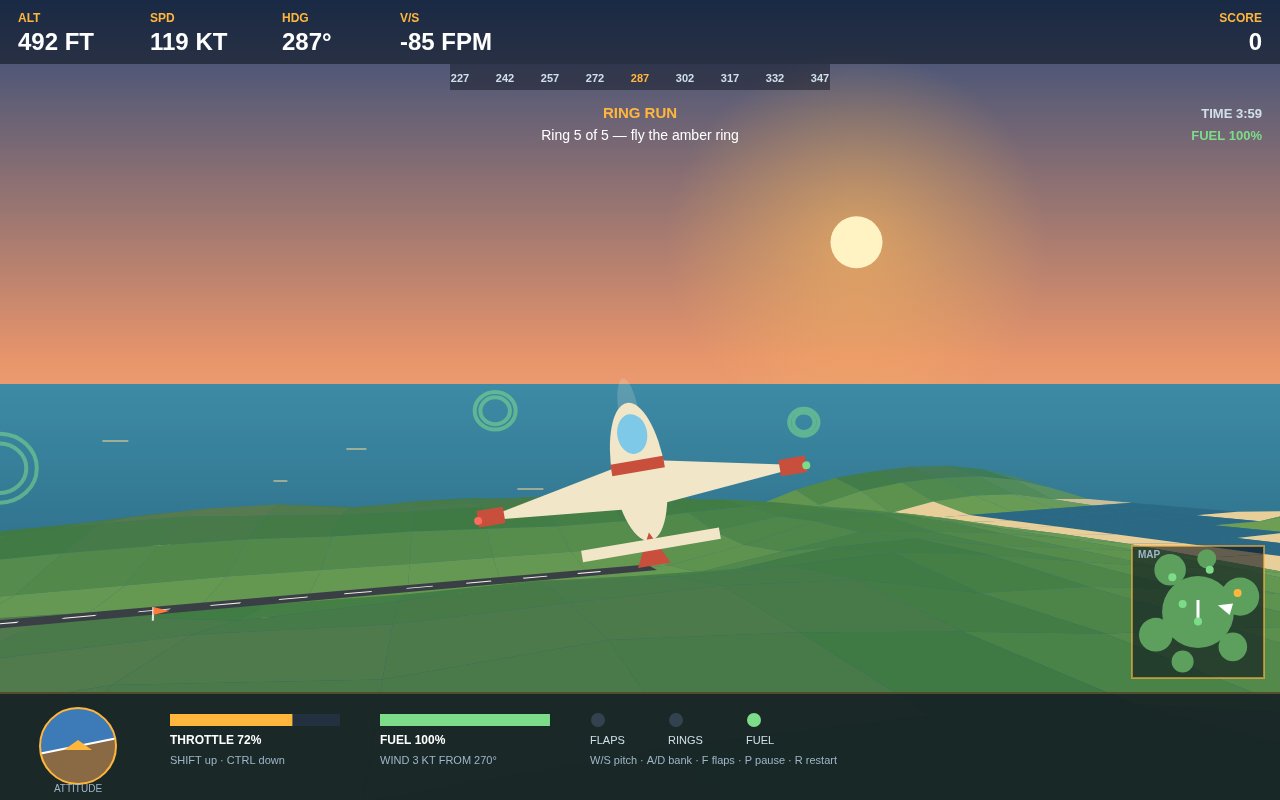 ALT SPD HDG V/S SCORE
492 FT 119 KT 287° -85 FPM 0
227 242 257 272 287 302 317 332 347
RING RUN
TIME 3:59
Ring 5 of 5 — fly the amber ring
FUEL 100%
MAP
THROTTLE 72% FUEL 100% FLAPS RINGS FUEL
SHIFT up · CTRL down WIND 3 KT FROM 270° W/S pitch · A/D bank · F flaps · P pause · R restart
ATTITUDE